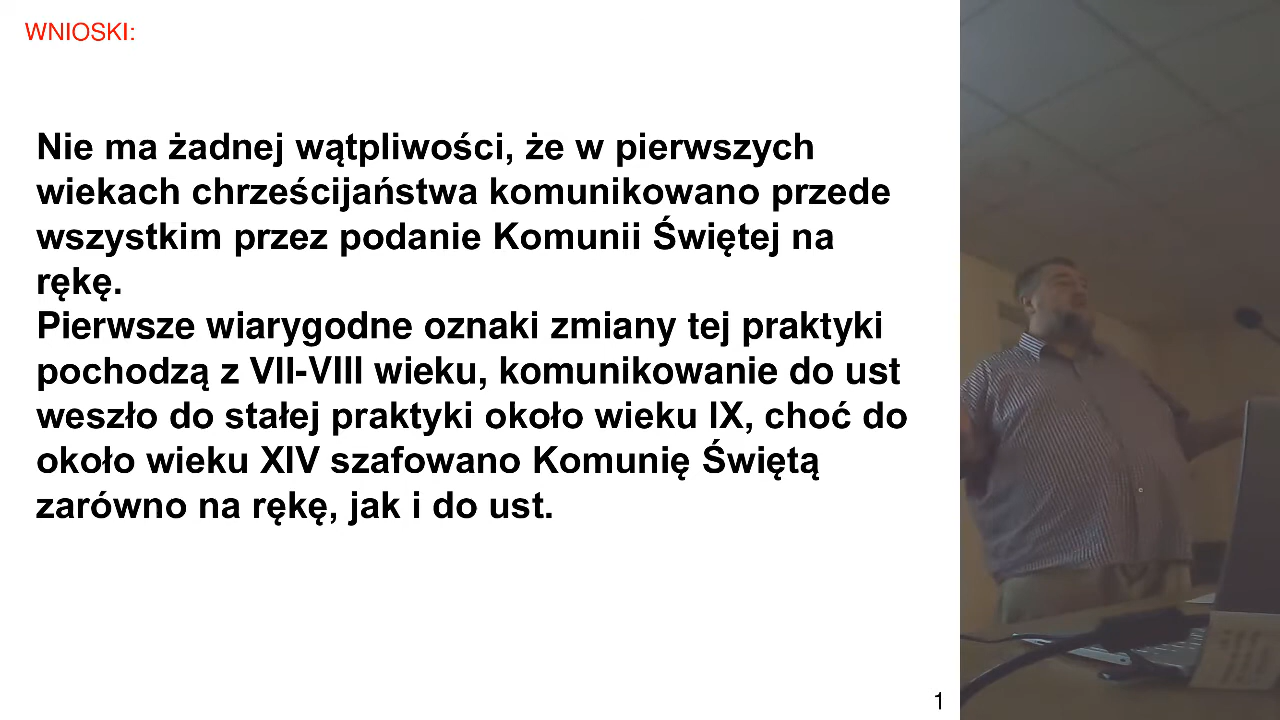 WNIOSKI:
Nie ma żadnej wątpliwości, że w pierwszych
wiekach chrześcijaństwa komunikowano przede
wszystkim przez podanie Komunii Świętej na
rękę.
Pierwsze wiarygodne oznaki zmiany tej praktyki
pochodzą z VII-VIII wieku, komunikowanie do ust
weszło do stałej praktyki około wieku IX, choć do
około wieku XIV szafowano Komunię Świętą
zarówno na rękę, jak i do ust.
1